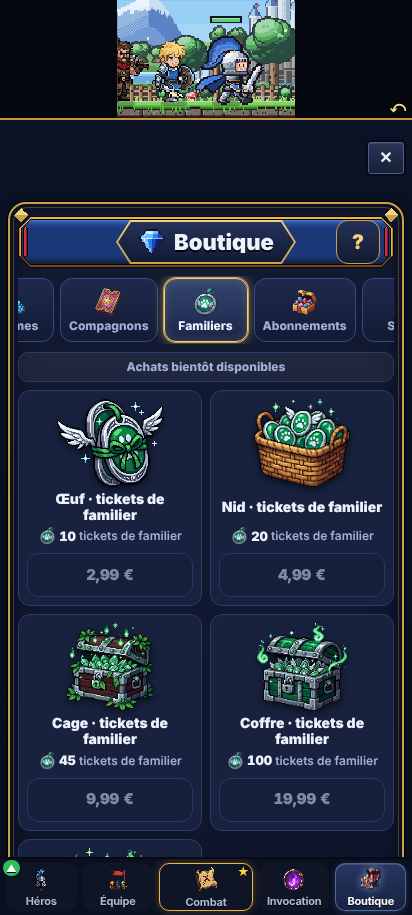 ×
Boutique
?
mes
Compagnons
Familiers
Abonnements
S
Achats bientôt disponibles
Œuf · tickets de
familier
10 tickets de familier
2,99 €
Nid · tickets de familier
20 tickets de familier
4,99 €
Cage · tickets de
familier
45 tickets de familier
9,99 €
Coffre · tickets de
familier
100 tickets de familier
19,99 €
Héros
Équipe
Combat
Invocation
Boutique